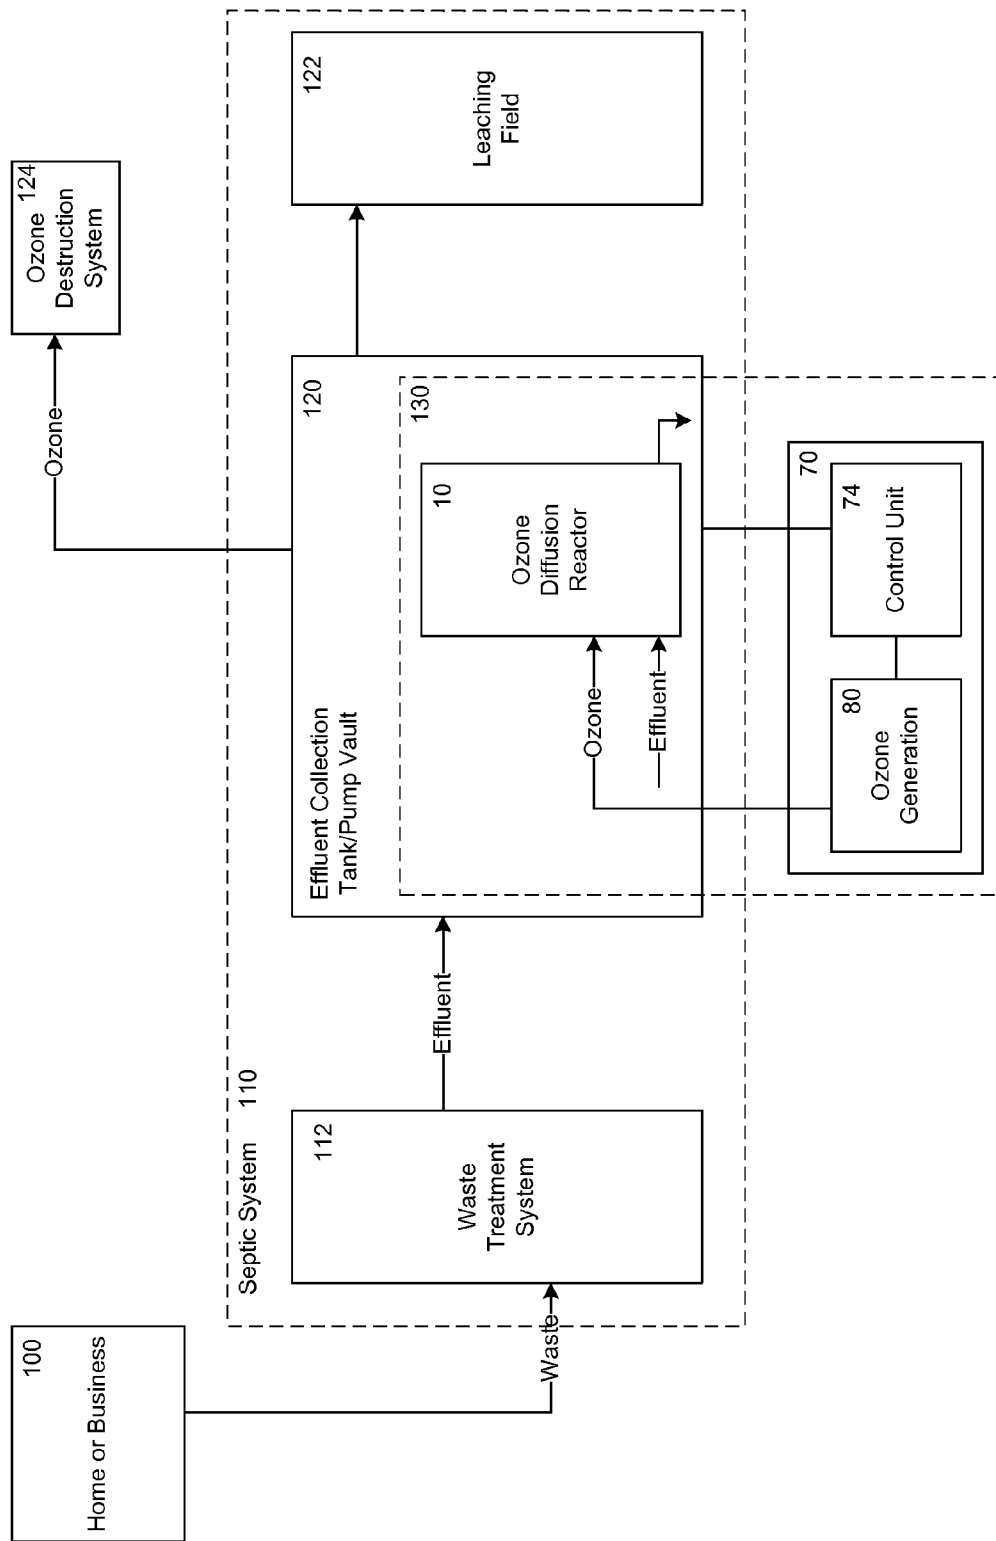 100
Home or Business
Waste
Septic System 110
112
Waste
Treatment
System
Effluent
Effluent Collection
Tank/Pump Vault
120
130
10
Ozone
Diffusion
Reactor
Ozone
Effluent
70
80
Ozone
Generation
74
Control Unit
Ozone
124
Ozone
Destruction
System
122
Leaching
Field